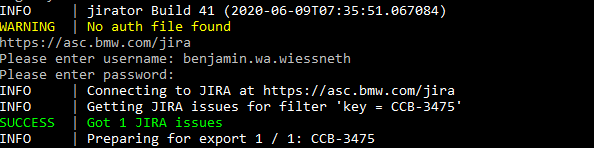 INFO | jirator Build 41 (2020-06-09T07:35:51.067084)
WARNING | No auth file found
https://asc.bmw.com/jira
Please enter username: benjamin.wa.wiessneth
Please enter password:
INFO | Connecting to JIRA at https://asc.bmw.com/jira
INFO | Getting JIRA issues for filter 'key = CCB-3475'
SUCCESS | Got 1 JIRA issues
INFO | Preparing for export 1 / 1: CCB-3475